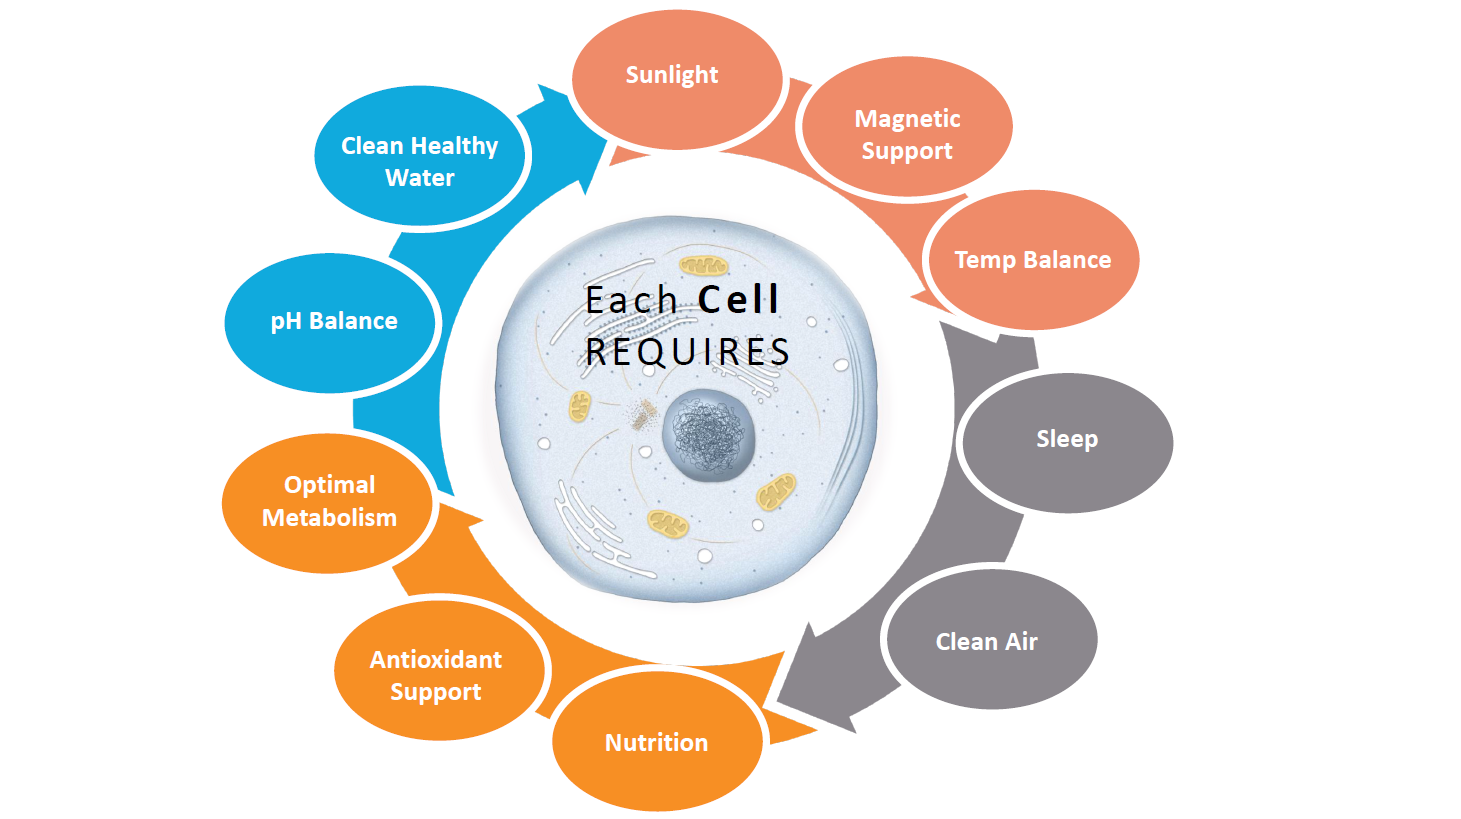 Sunlight
Magnetic
Support
Temp Balance
Sleep
Clean Air
Nutrition
Antioxidant
Support
Optimal
Metabolism
pH Balance
Clean Healthy
Water
Each Cell
REQUIRES